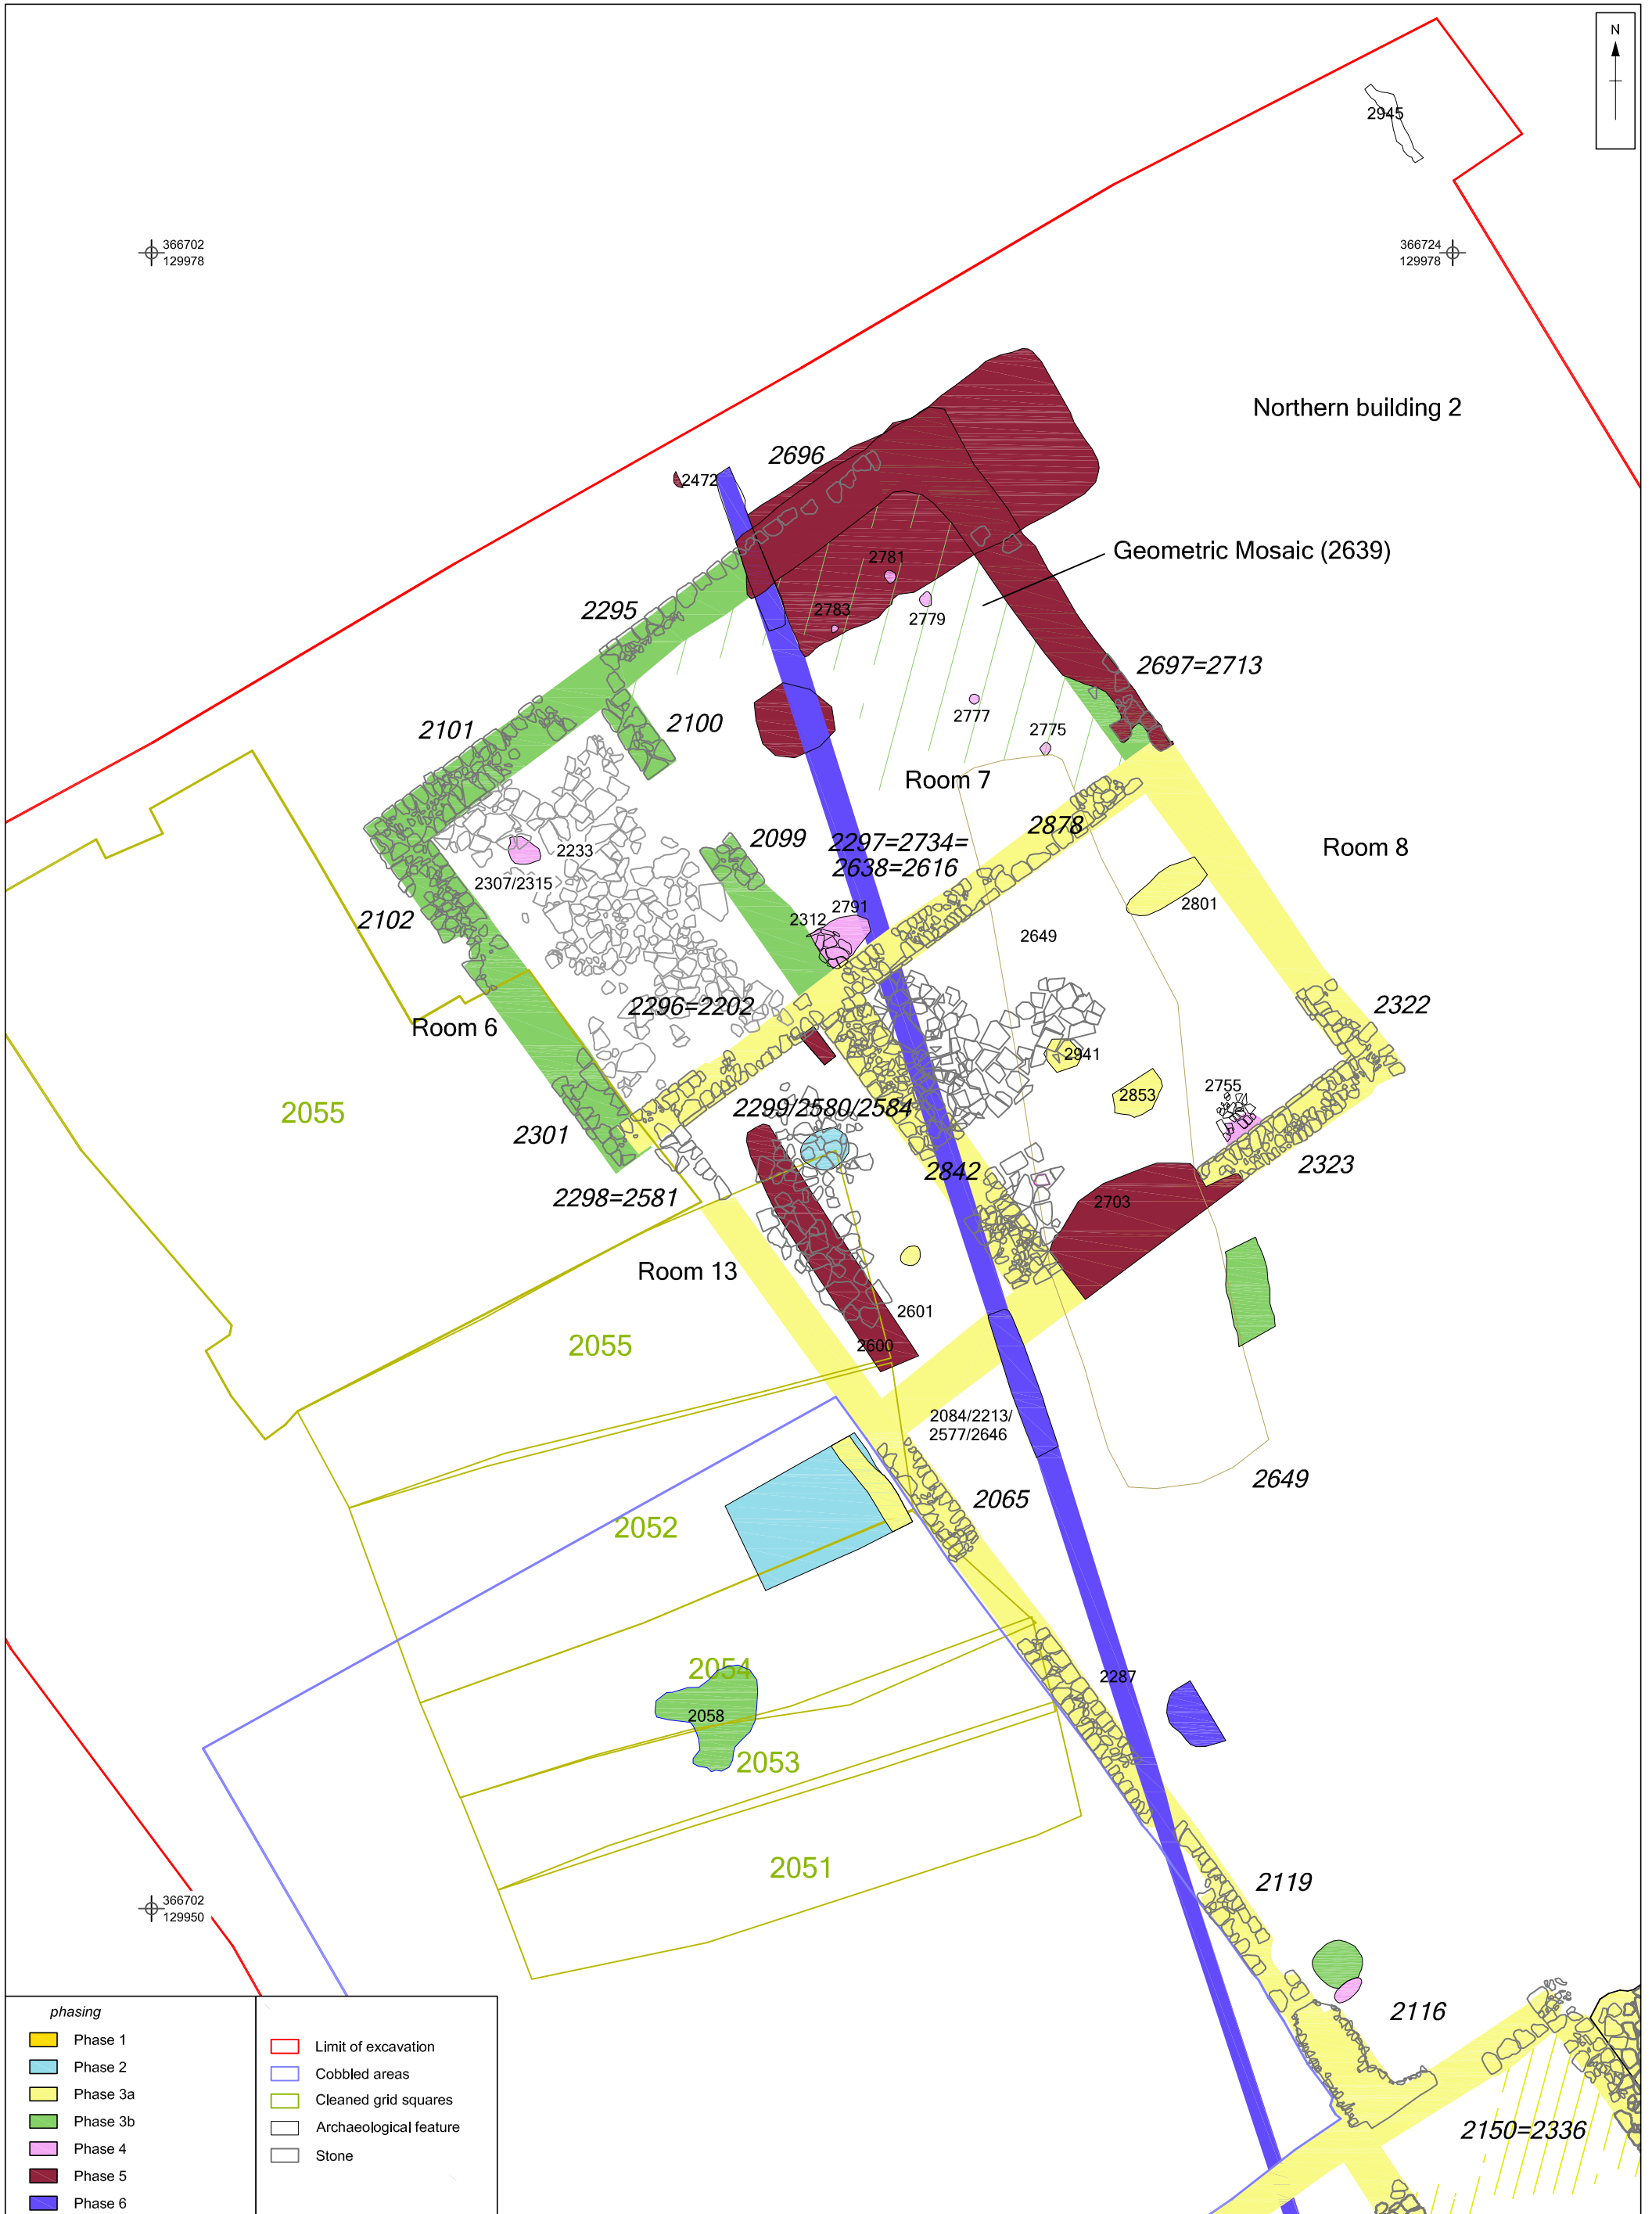 N
2945
366702
129978
366724
129978
Northern building 2
2696
2472
Geometric Mosaic (2639)
2781
2295
2783
2779
2697=2713
2777
2100
2101
2775
Room 7
2878
2099
2297=2734=
2638=2616
Room 8
2233
2307/2315
2801
2791
2102
2312
2649
2296=2202
2322
Room 6
2941
2755
2853
2055
2299/2580/2584
2301
2323
2842
2298=2581
2703
Room 13
2601
2055
2600
2084/2213/
2577/2646
2649
2065
2052
2054
2287
2058
2053
2051
2119
366702
129950
2116
2150=2336
phasing
Phase 1
Phase 2
Phase 3a
Phase 3b
Phase 4
Phase 5
Phase 6
Limit of excavation
Cobbled areas
Cleaned grid squares
Archaeological feature
Stone